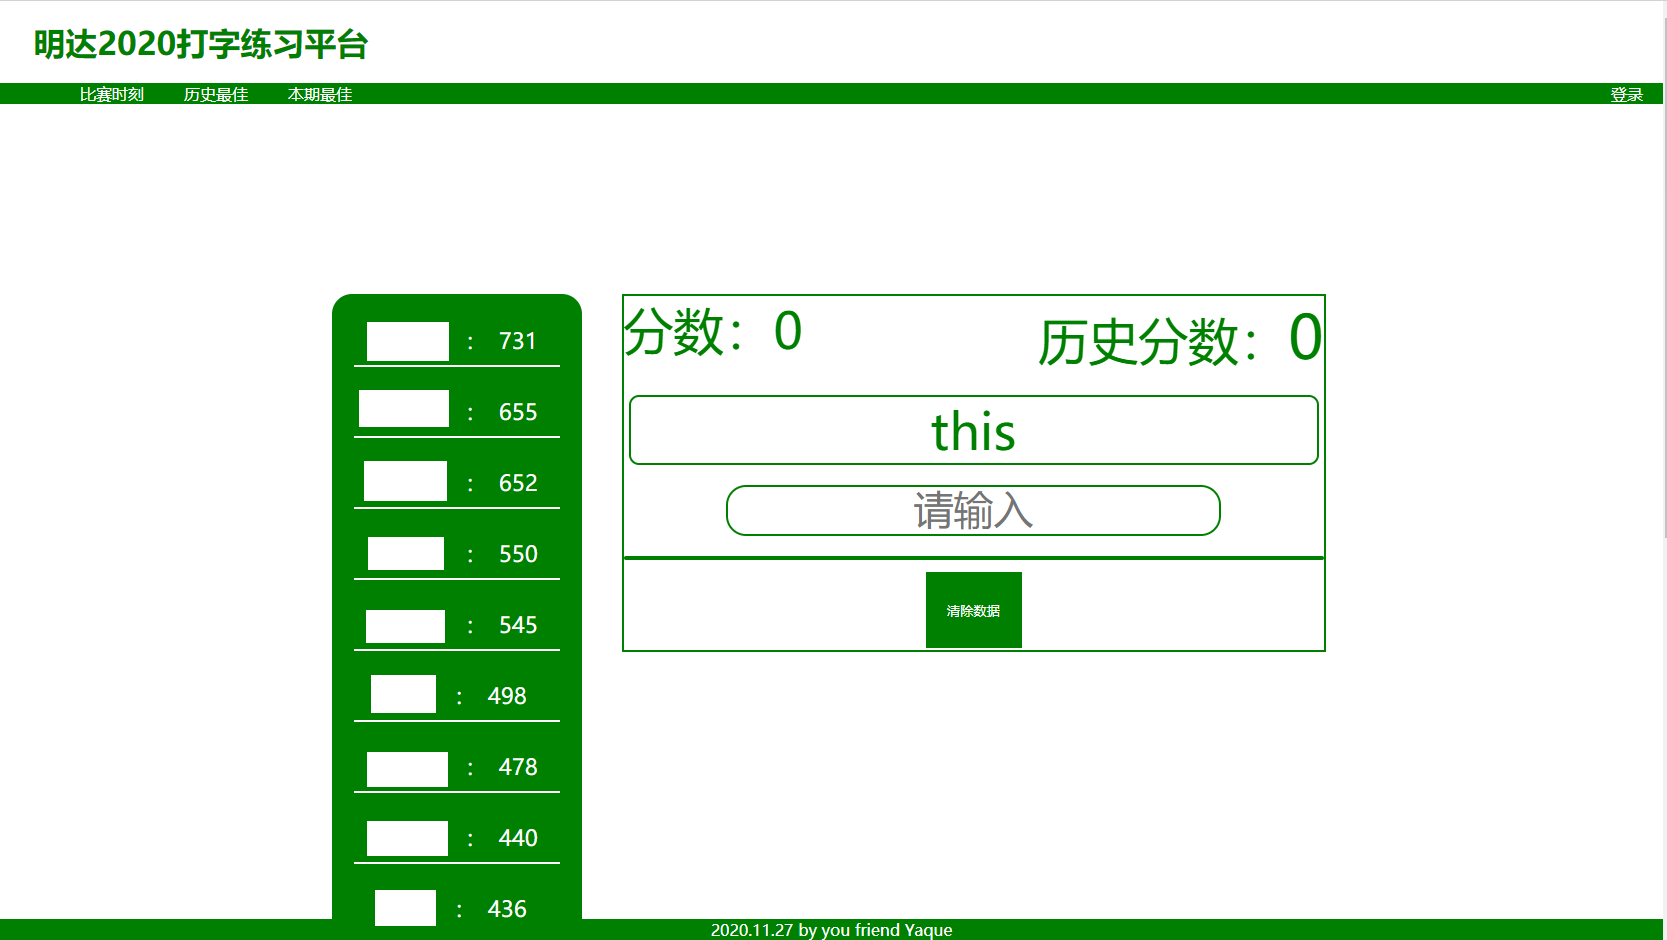 明达2020打字练习平台
比赛时刻 历史最佳 本期最佳 登录
： 731
： 655
： 652
： 550
： 545
： 498
： 478
： 440
： 436
分数：0 历史分数：0
this
请输入
清除数据
2020.11.27 by you friend Yaque